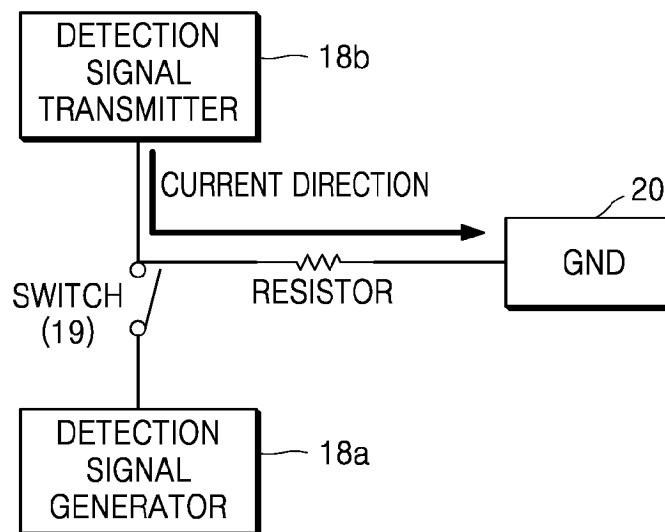 DETECTION
SIGNAL
TRANSMITTER
18b
CURRENT DIRECTION
20
GND
RESISTOR
SWITCH
(19)
DETECTION
SIGNAL
GENERATOR
18a